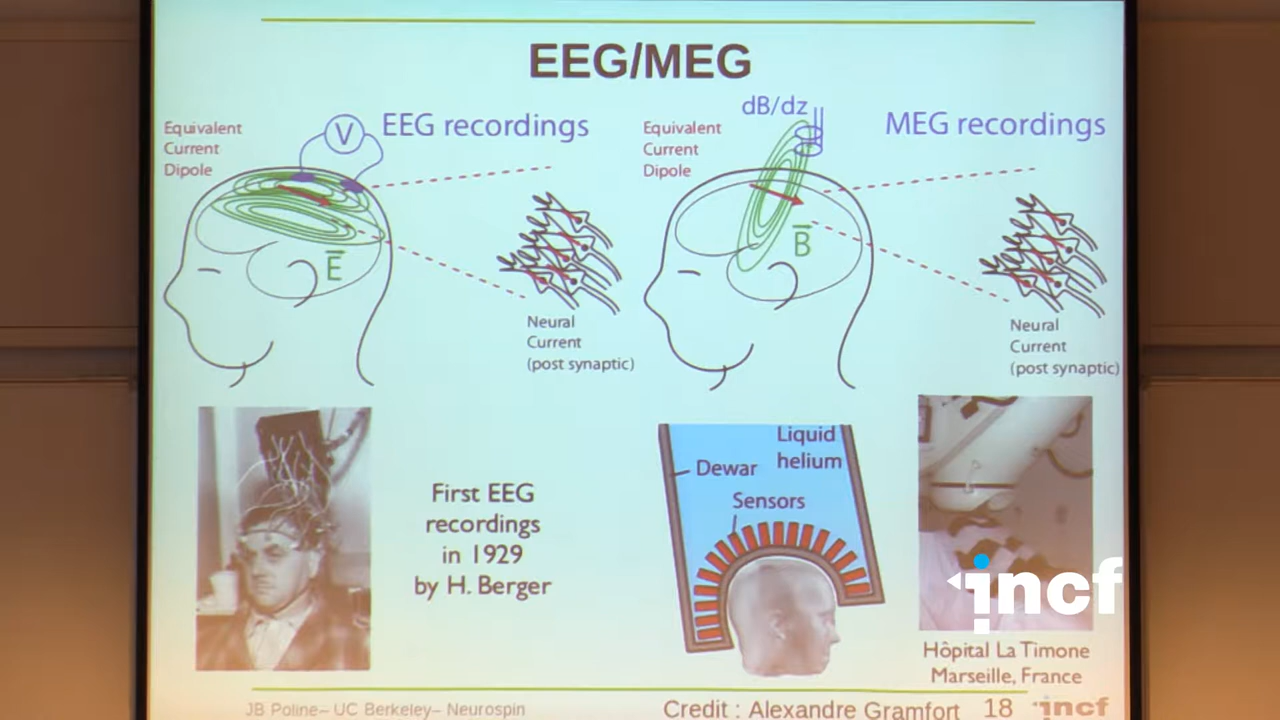 EEG/MEG
Equivalent
Current
Dipole
V
EEG recordings
E
Neural
Current
(post synaptic)
Equivalent
Current
Dipole
dB/dz
MEG recordings
B
Neural
Current
(post synaptic)
First EEG
recordings
in 1929
by H. Berger
Liquid
helium
Dewar
Sensors
incf
Hôpital La Timone
Marseille, France
JB Poline– UC Berkeley– Neurospin
Credit : Alexandre Gramfort
18
incf